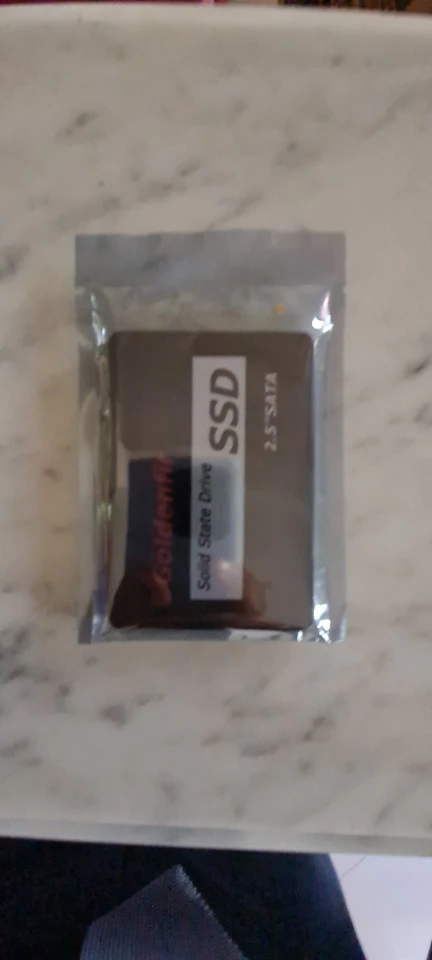 Goldenfir
Solid State Drive SSD
2.5"SATA